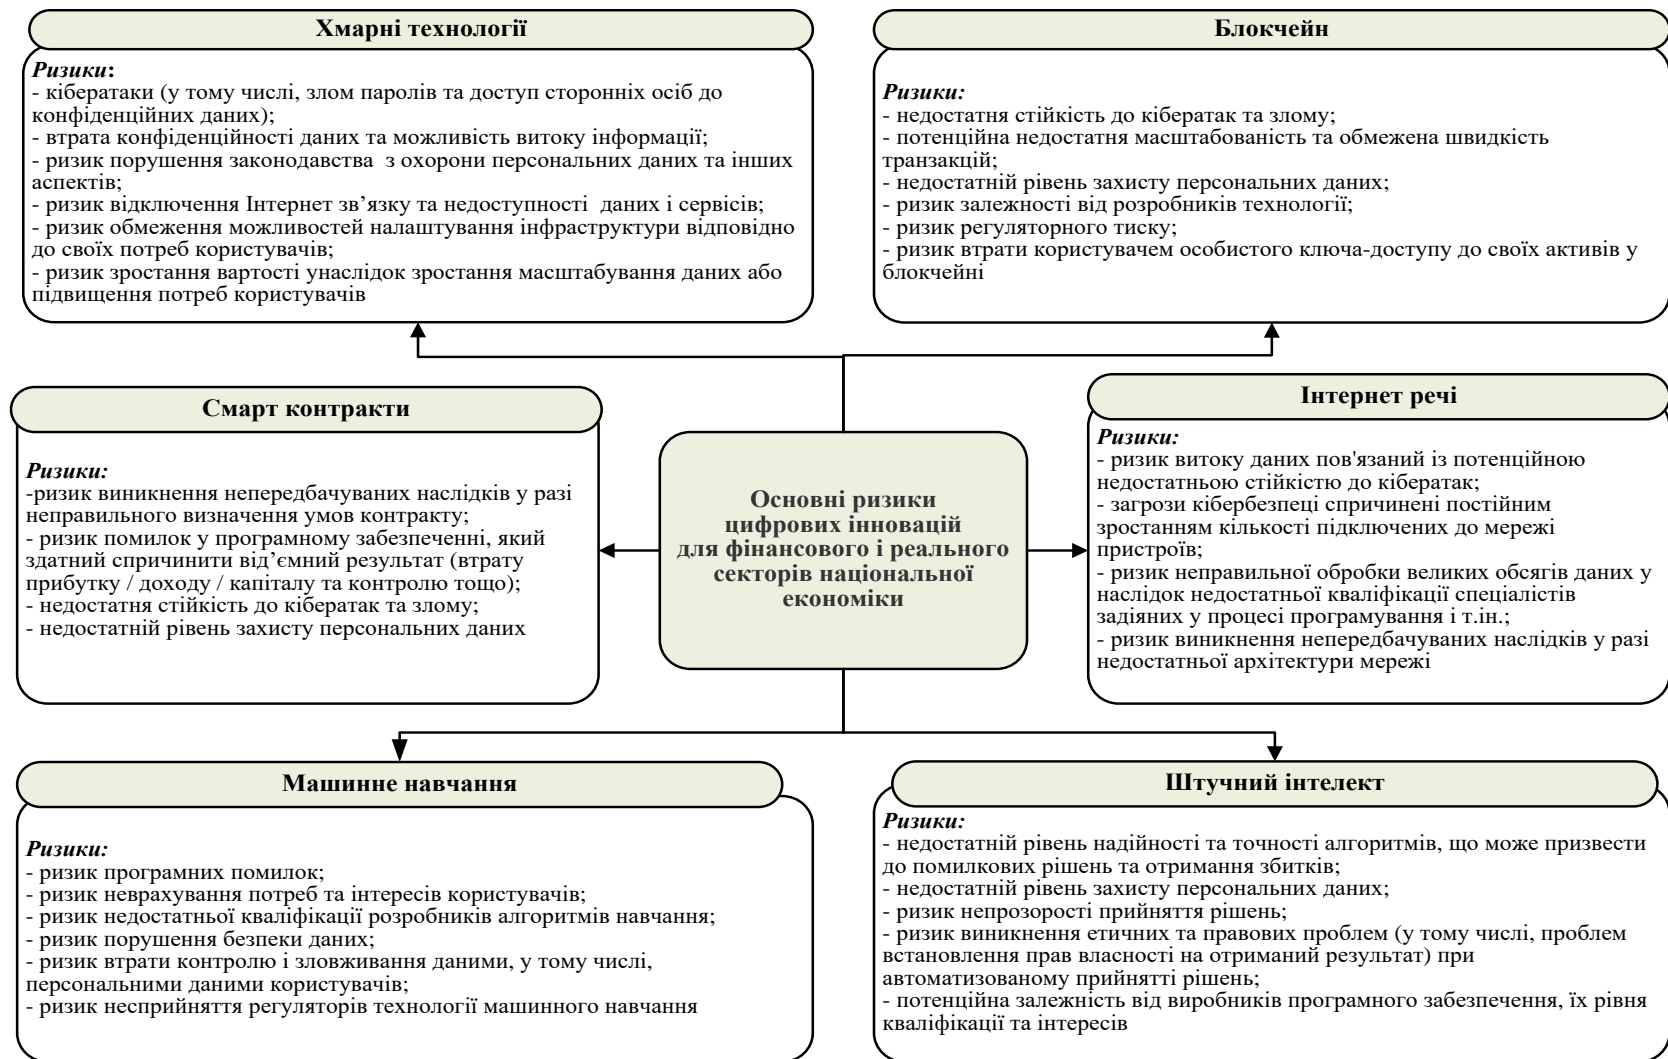 Хмарні технології
Ризики:
- кібератаки (у тому числі, злом паролів та доступ сторонніх осіб до
конфіденційних даних);
- втрата конфіденційності даних та можливість витоку інформації;
- ризик порушення законодавства  з охорони персональних даних та інших
аспектів;
- ризик відключення Інтернет зв’язку та недоступності  даних і сервісів;
- ризик обмеження можливостей налаштування інфраструктури відповідно
до своїх потреб користувачів;
- ризик зростання вартості унаслідок зростання масштабування даних або
підвищення потреб користувачів
Блокчейн
Ризики:
- недостатня стійкість до кібератак та злому;
- потенційна недостатня масштабованість та обмежена швидкість
транзакцій;
- недостатній рівень захисту персональних даних;
- ризик залежності від розробників технології;
- ризик регуляторного тиску;
- ризик втрати користувачем особистого ключа-доступу до своїх активів у
блокчейні
Смарт контракти
Ризики:
-ризик виникнення непередбачуваних наслідків у разі
неправильного визначення умов контракту;
- ризик помилок у програмному забезпеченні, який
здатний спричинити від’ємний результат (втрату
прибутку / доходу / капіталу та контролю тощо);
- недостатня стійкість до кібератак та злому;
- недостатній рівень захисту персональних даних
Основні ризики
цифрових інновацій
для фінансового і реального
секторів національної
економіки
Інтернет речі
Ризики:
- ризик витоку даних пов'язаний із потенційною
недостатньою стійкістю до кібератак;
- загрози кібербезпеці спричинені постійним
зростанням кількості підключених до мережі
пристроїв;
- ризик неправильної обробки великих обсягів даних у
наслідок недостатньої кваліфікації спеціалістів
задіяних у процесі програмування і т.ін.;
- ризик виникнення непередбачуваних наслідків у разі
недостатньої архітектури мережі
Машинне навчання
Ризики:
- ризик програмних помилок;
- ризик неврахування потреб та інтересів користувачів;
- ризик недостатньої кваліфікації розробників алгоритмів навчання;
- ризик порушення безпеки даних;
- ризик втрати контролю і зловживання даними, у тому числі,
персональними даними користувачів;
- ризик несприйняття регуляторів технології машинного навчання
Штучний інтелект
Ризики:
- недостатній рівень надійності та точності алгоритмів, що може призвести
до помилкових рішень та отримання збитків;
- недостатній рівень захисту персональних даних;
- ризик непрозорості прийняття рішень;
- ризик виникнення етичних та правових проблем (у тому числі, проблем
встановлення прав власності на отриманий результат) при
автоматизованому прийнятті рішень;
- потенційна залежність від виробників програмного забезпечення, їх рівня
кваліфікації та інтересів